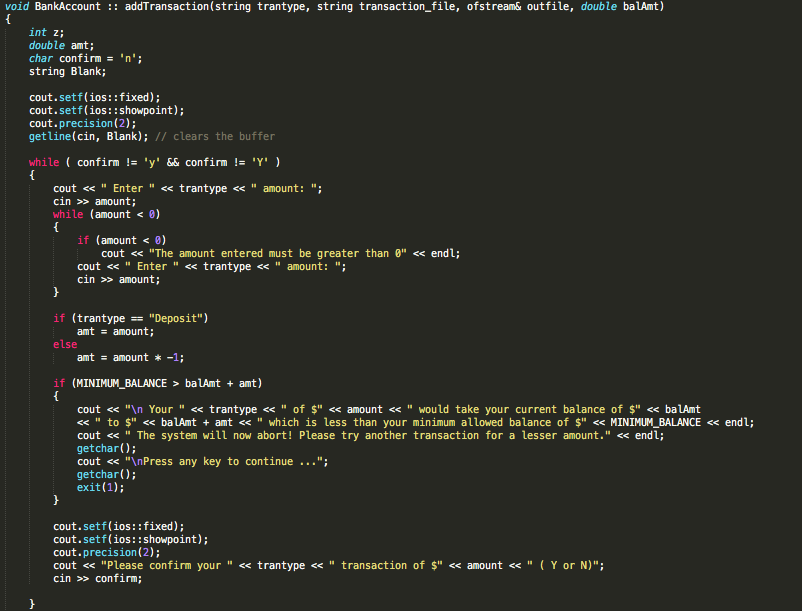 void BankAccount :: addTransaction(string trantype, string transaction_file, ofstream& outfile, double balAmt)
{
    int z;
    double amt;
    char confirm = 'n';
    string Blank;

    cout.setf(ios::fixed);
    cout.setf(ios::showpoint);
    cout.precision(2);
    getline(cin, Blank); // clears the buffer

    while ( confirm != 'y' && confirm != 'Y' )
    {
        cout << " Enter " << trantype << " amount: ";
        cin >> amount;
        while (amount < 0)
        {
            if (amount < 0)
                cout << "The amount entered must be greater than 0" << endl;
            cout << " Enter " << trantype << " amount: ";
            cin >> amount;
        }

        if (trantype == "Deposit")
            amt = amount;
        else
            amt = amount * -1;

        if (MINIMUM_BALANCE > balAmt + amt)
        {
            cout << "\n Your " << trantype << " of $" << amount << " would take your current balance of $" << balAmt
            << " to $" << balAmt + amt << " which is less than your minimum allowed balance of $" << MINIMUM_BALANCE << endl;
            cout << " The system will now abort! Please try another transaction for a lesser amount." << endl;
            getchar();
            cout << "\nPress any key to continue ...";
            getchar();
            exit(1);
        }

        cout.setf(ios::fixed);
        cout.setf(ios::showpoint);
        cout.precision(2);
        cout << "Please confirm your " << trantype << " transaction of $" << amount << " ( Y or N)";
        cin >> confirm;

    }